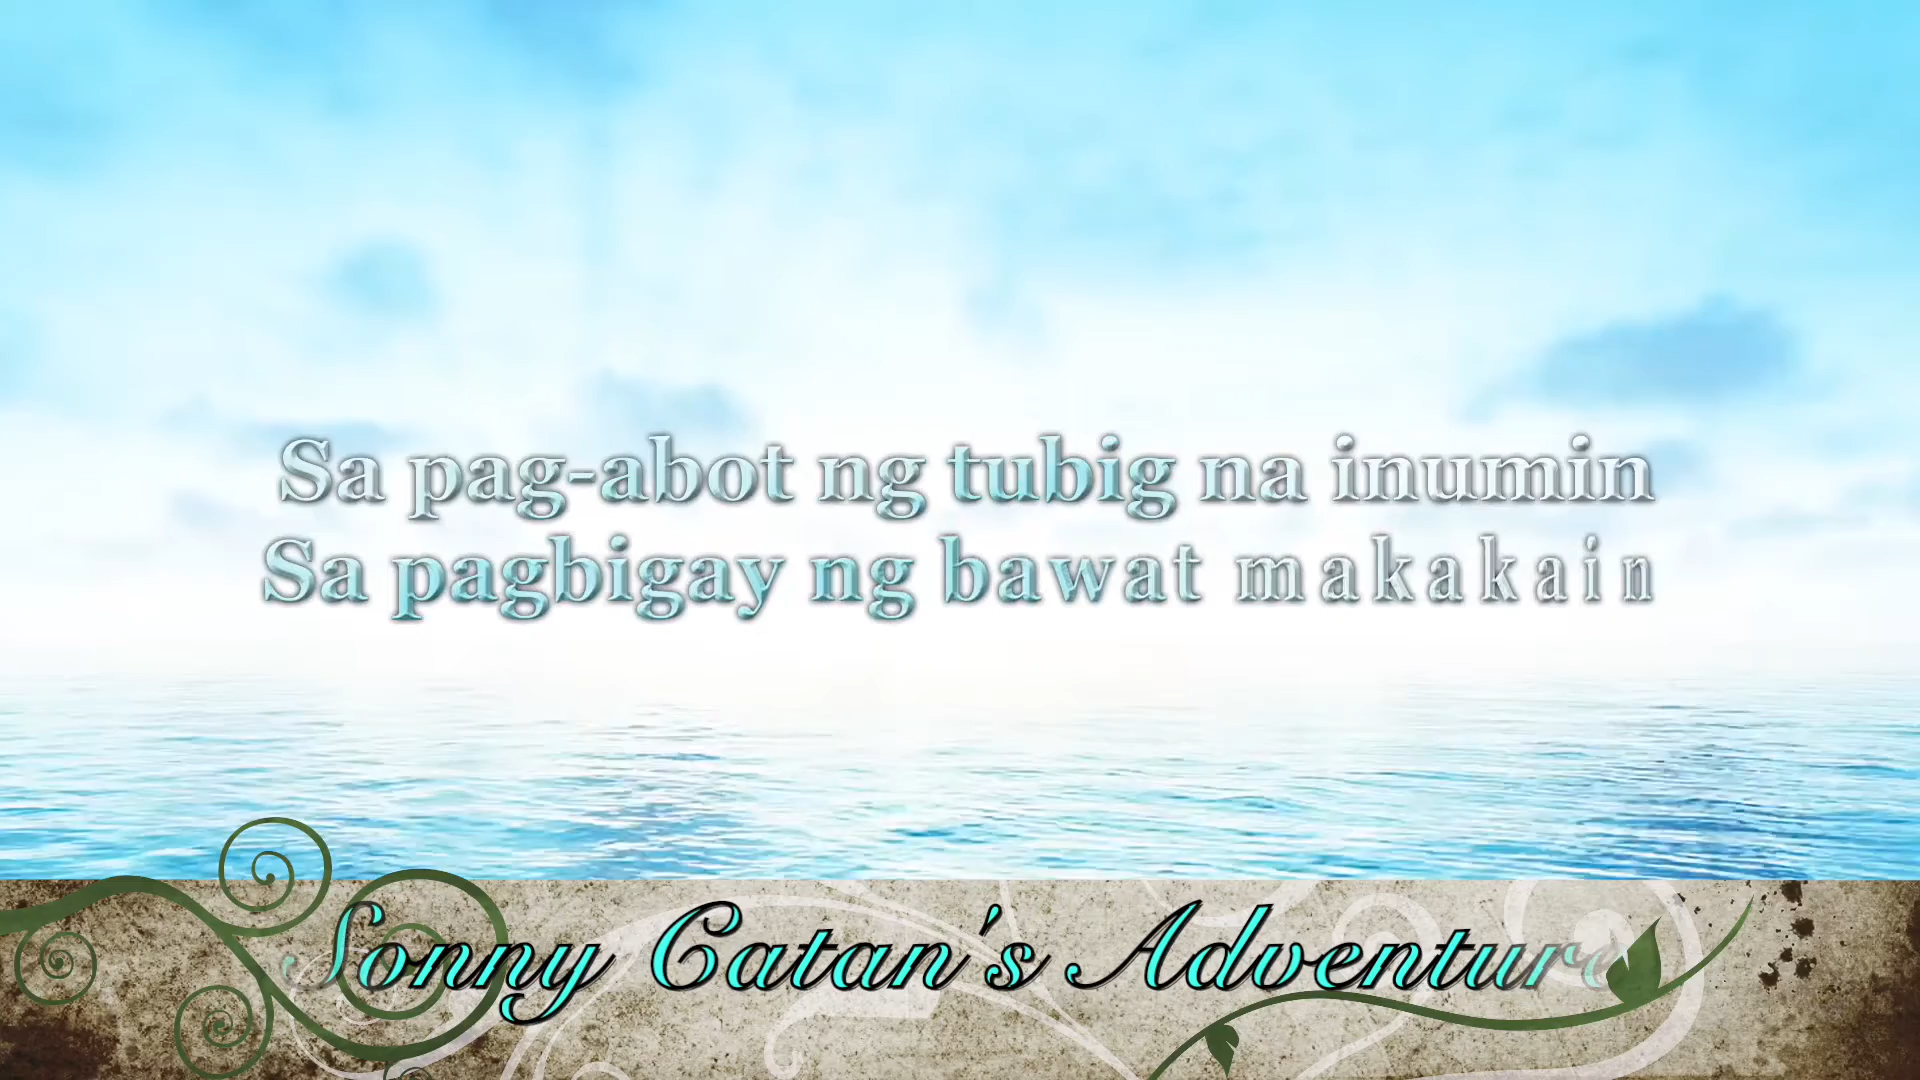 Sa pag-abot ng tubig na inumin
Sa pagbigay ng bawat makakain
Sonny Catan's Adventure